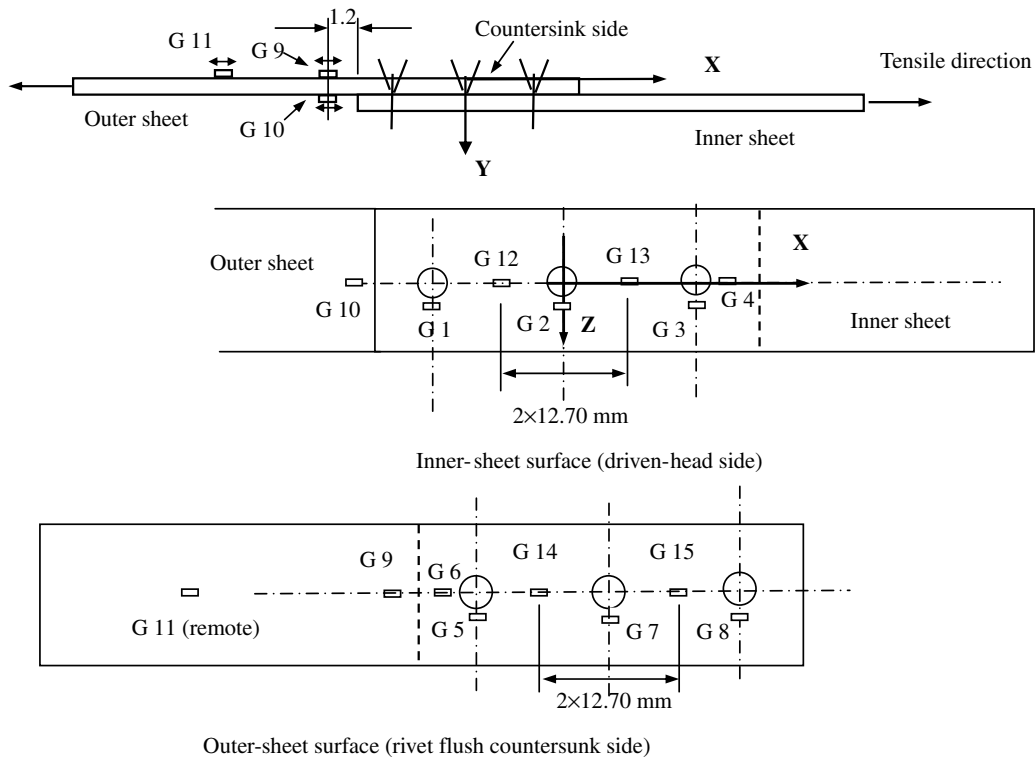 1.2
G 11
G 9
Countersink side
X
Tensile direction
Outer sheet
G 10
Inner sheet
Y
Outer sheet
G 12
G 13
X
G 10
G 1
G 2
Z
G 3
G 4
Inner sheet
2×12.70 mm
Inner-sheet surface (driven-head side)
G 9
G 6
G 14
G 15
G 11 (remote)
G 5
G 7
G 8
2×12.70 mm
Outer-sheet surface (rivet flush countersunk side)